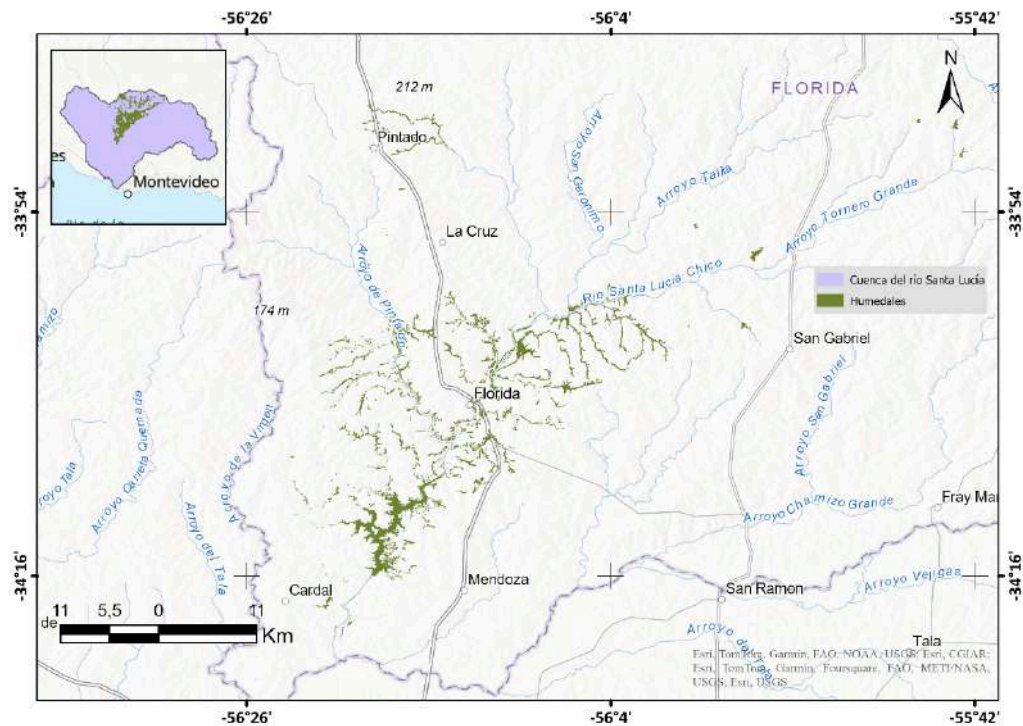 -56°26'
-56°4'
-55°42'
212 m
FLORIDA
N
Pintado
Montevideo
Arroyo San Geronimo
Arroyo Talita
-33°54'
-33°54'
La Cruz
Arroyo Tornero Grande
Arroyo de Pintado
Río Santa Lucía Chico
Cuenca del río Santa Lucía
Humedales
174 m
San Gabriel
Florida
Arroyo San Gabriel
Arroyo Carreta Quemada
Arroyo de la Virgen
royo Tala
Arroyo del Tala
Arroyo Chamizo Grande
Fray Mar
-34°16'
-34°16'
Cardal
Mendoza
San Ramon
Arroyo Vejigas
11 5,5 0 11
de
Km
Tala
Esri, TomTom, Garmin, FAO, NOAA, USGS, Esri, CGIAR;
Esri, TomTom, Garmin, Foursquare, FAO, METI/NASA,
USGS, Esri, USGS
-56°26'
-56°4'
-55°42'